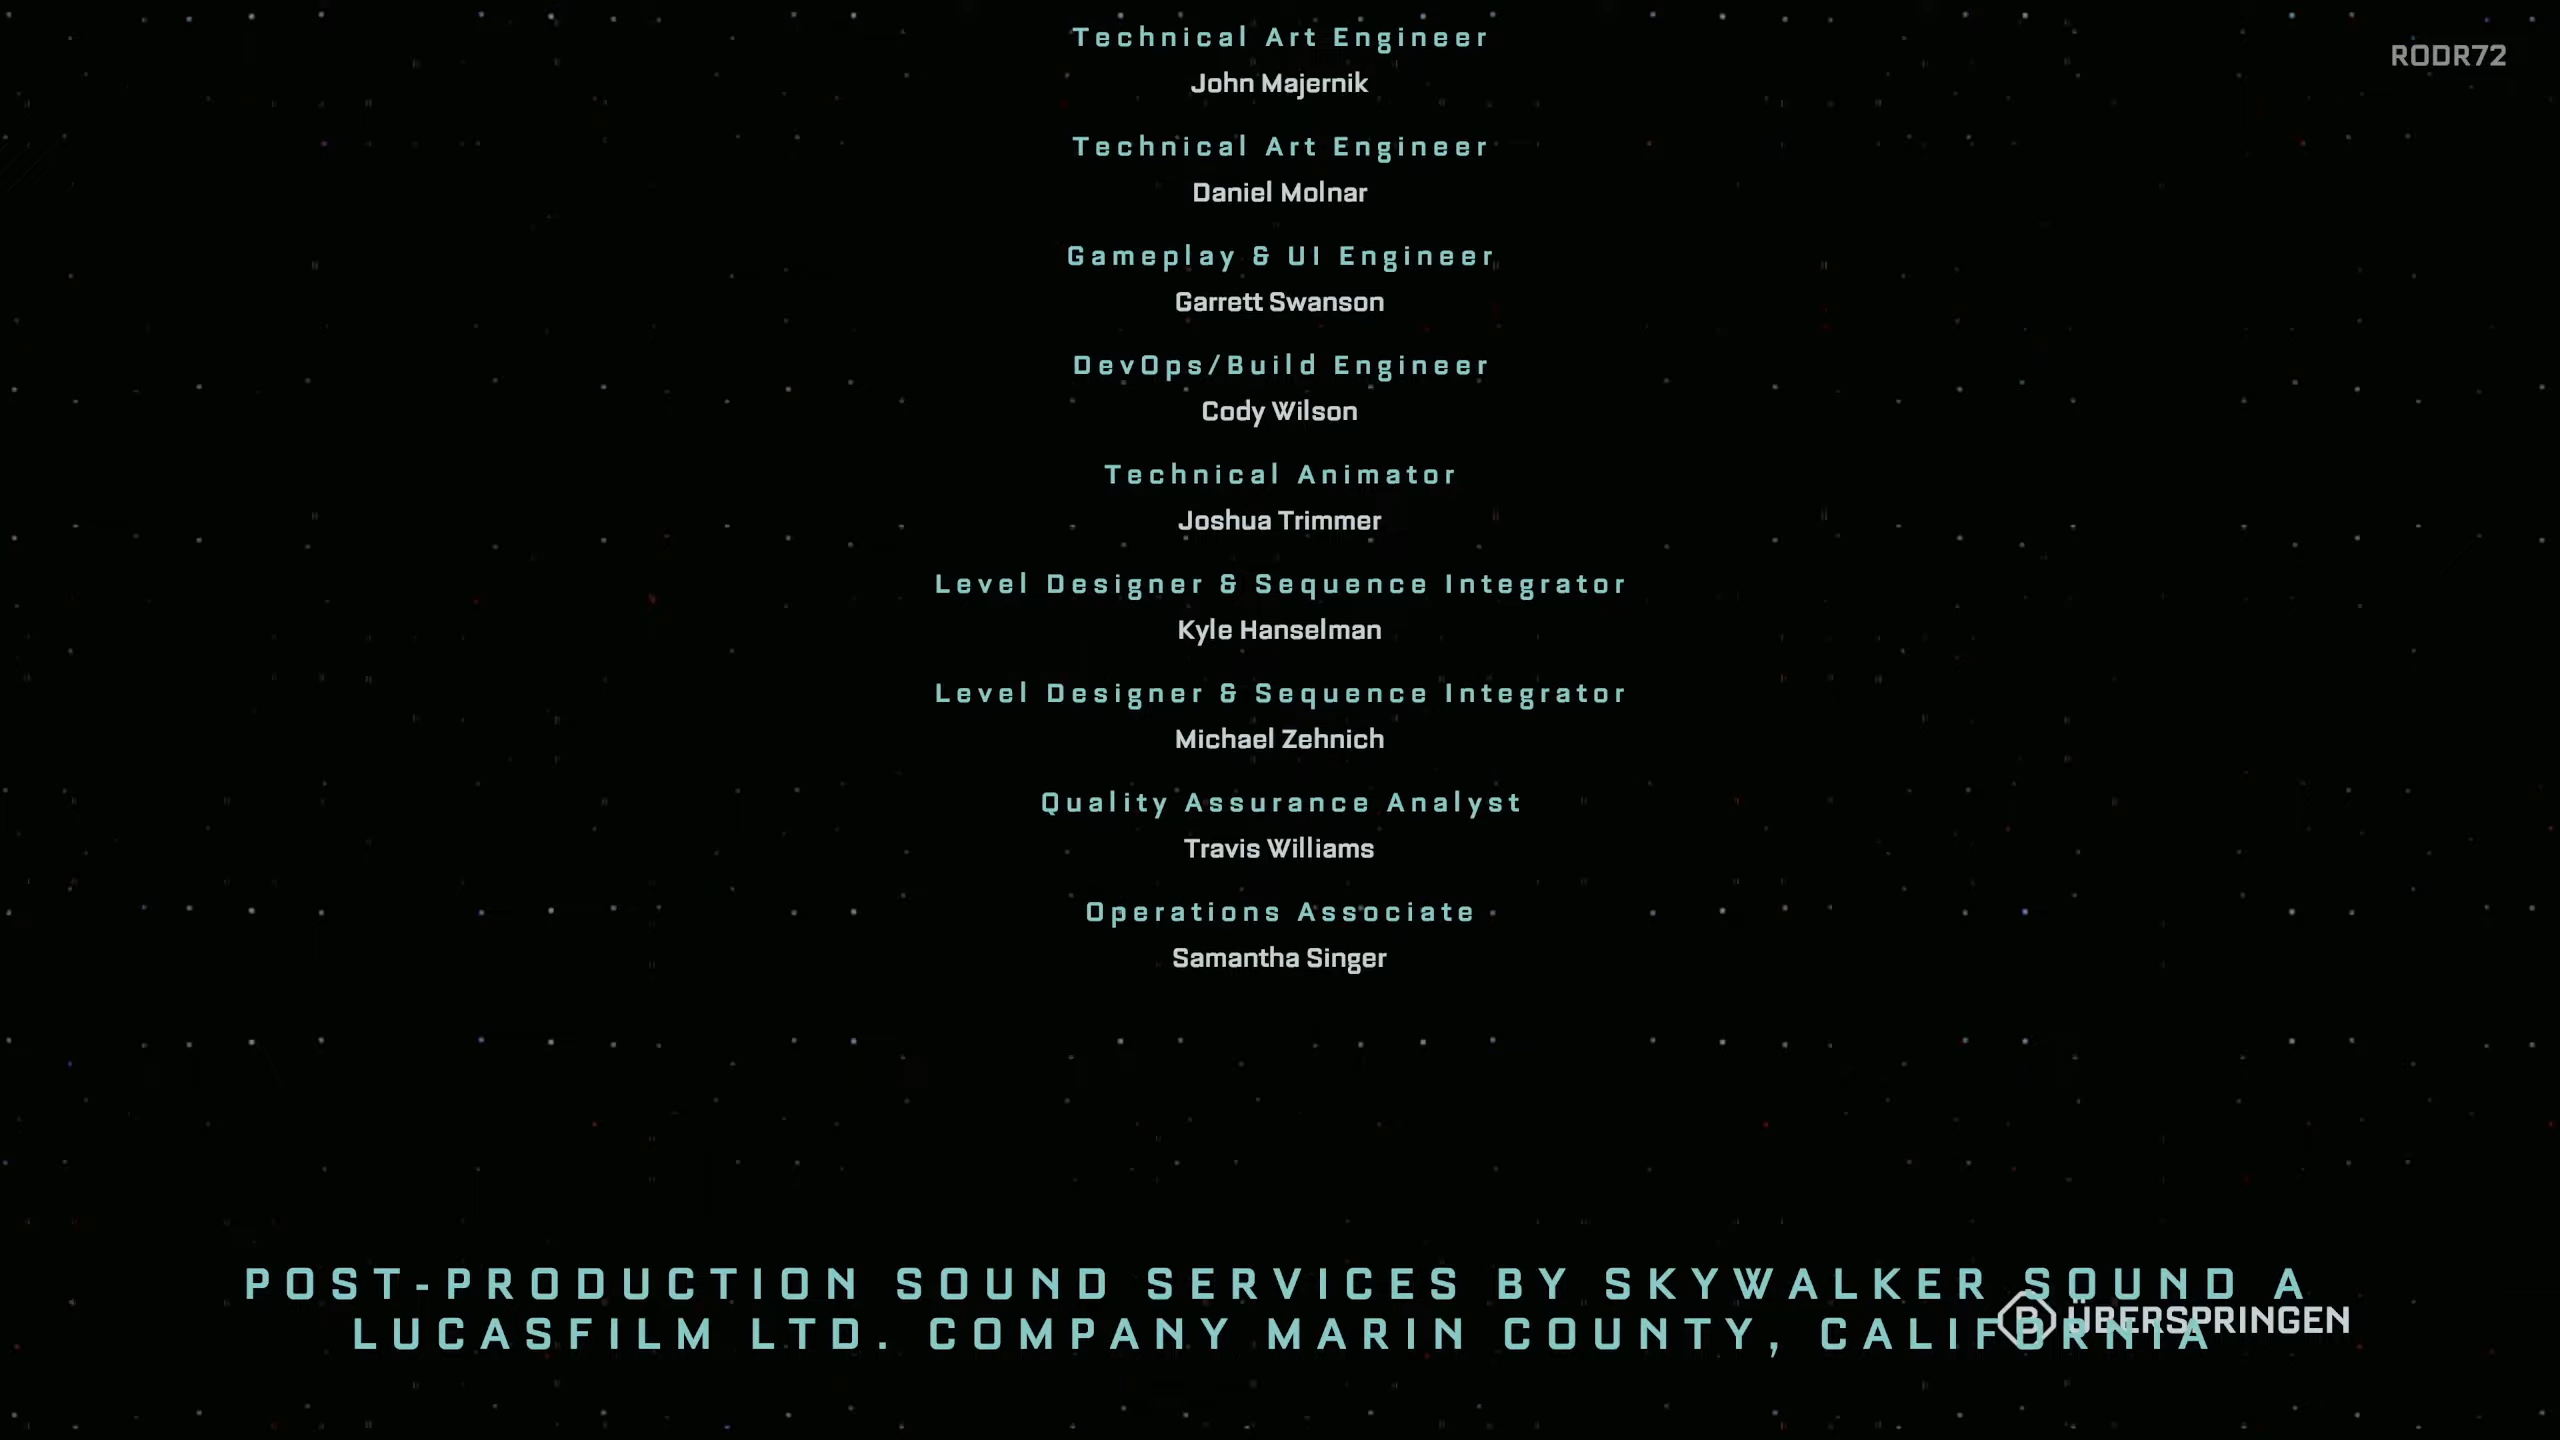 Technical Art Engineer
RODR72
John Majernik
Technical Art Engineer
Daniel Molnar
Gameplay & UI Engineer
Garrett Swanson
DevOps/Build Engineer
Cody Wilson
Technical Animator
Joshua Trimmer
Level Designer & Sequence Integrator
Kyle Hanselman
Level Designer & Sequence Integrator
Michael Zehnich
Quality Assurance Analyst
Travis Williams
Operations Associate
Samantha Singer
POST-PRODUCTION SOUND SERVICES BY SKYWALKER SOUND A
LUCASFILM LTD. COMPANY MARIN COUNTY, CALIFORNIA
B ÜBERSPRINGEN